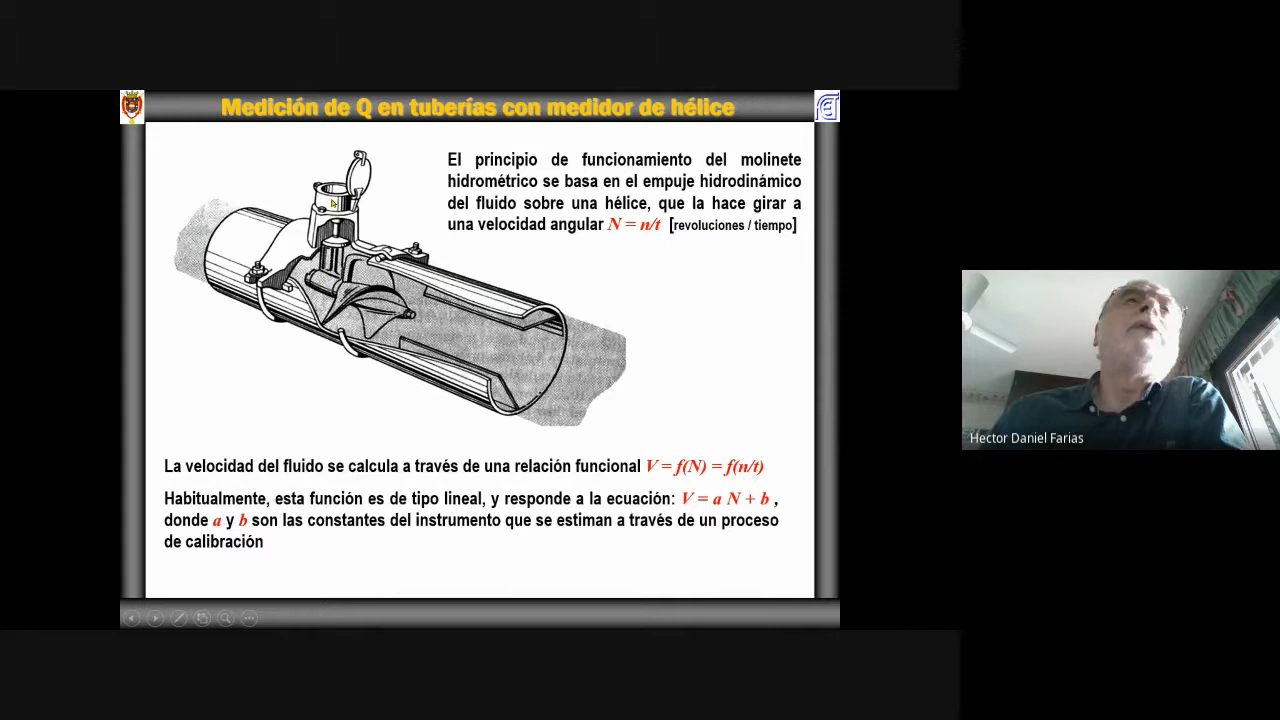 Medición de Q en tuberías con medidor de hélice
El principio de funcionamiento del molinete
hidrométrico se basa en el empuje hidrodinámico
del fluido sobre una hélice, que la hace girar a
una velocidad angular N = n/t [revoluciones / tiempo]
Hector Daniel Farias
La velocidad del fluido se calcula a través de una relación funcional V = f(N) = f(n/t)
Habitualmente, esta función es de tipo lineal, y responde a la ecuación: V = a N + b ,
donde a y b son las constantes del instrumento que se estiman a través de un proceso
de calibración